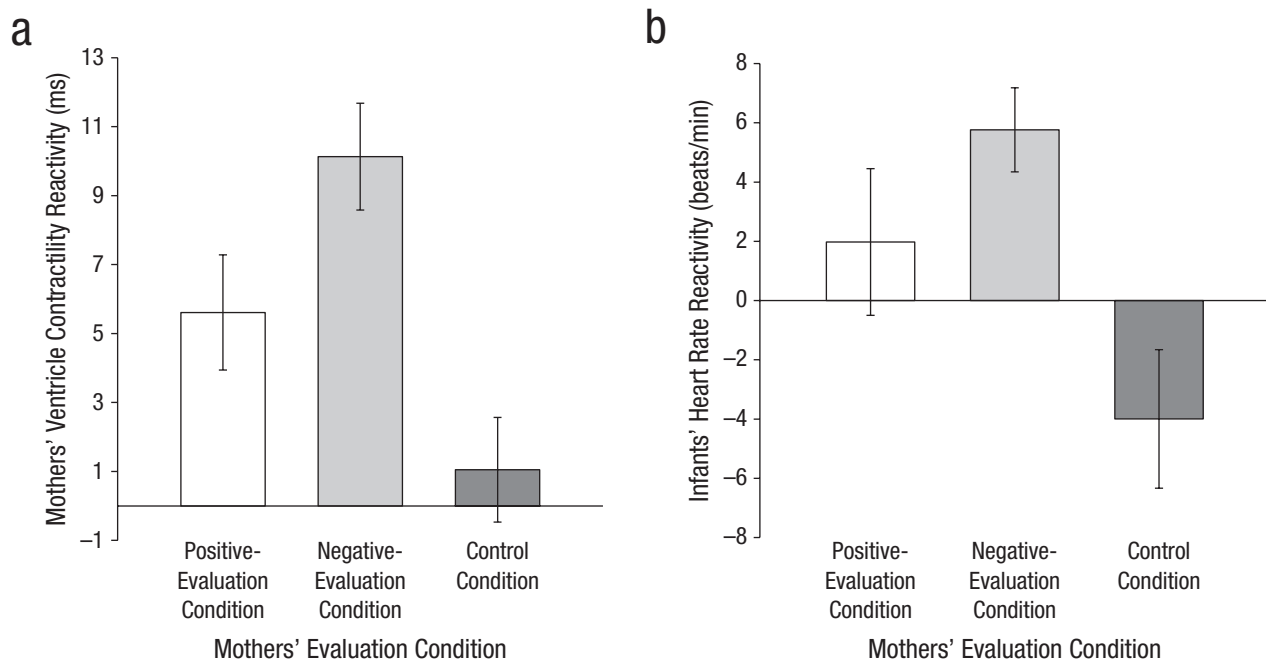 a
Mothers’ Ventricle Contractility Reactivity (ms)
13
11
9
7
5
3
1
–1
Positive-
Evaluation
Condition
Negative-
Evaluation
Condition
Control
Condition
Mothers’ Evaluation Condition
b
Infants’ Heart Rate Reactivity (beats/min)
8
6
4
2
0
–2
–4
–6
–8
Positive-
Evaluation
Condition
Negative-
Evaluation
Condition
Control
Condition
Mothers’ Evaluation Condition